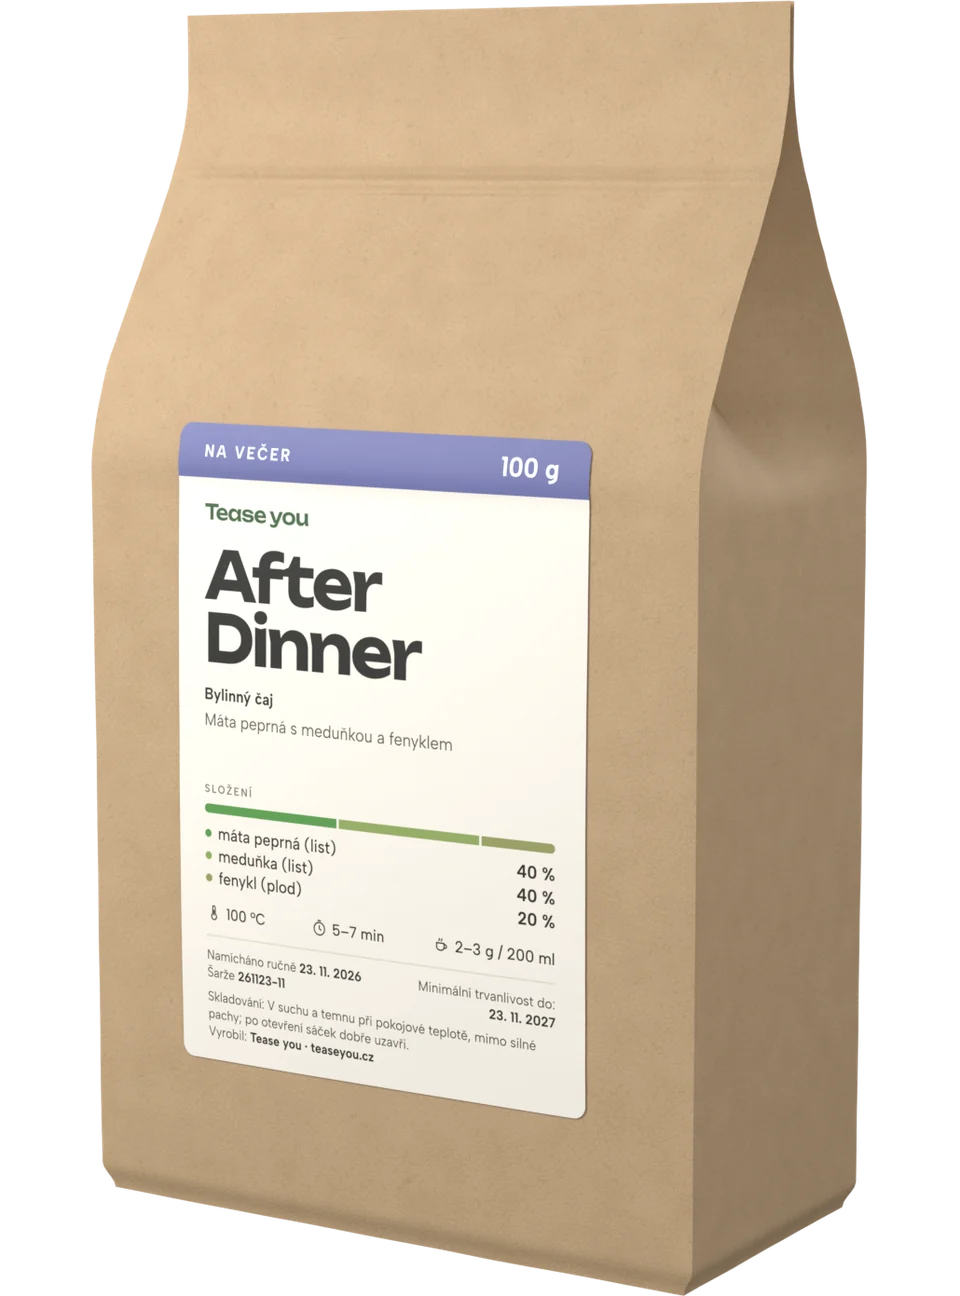 NA VEČER
100 g
Tease you
After
Dinner
Bylinný čaj
Máta peprná s meduňkou a fenyklem
SLOŽENÍ
máta peprná (list) 40 %
meduňka (list) 40 %
fenykl (plod) 20 %
100 °C
5–7 min
2–3 g / 200 ml
Namícháno ručně 23. 11. 2026
Šarže 261123-11
Minimální trvanlivost do:
23. 11. 2027
Skladování: V suchu a temnu při pokojové teplotě, mimo silné
pachy; po otevření sáček dobře uzavři.
Vyrobil: Tease you · teaseyou.cz